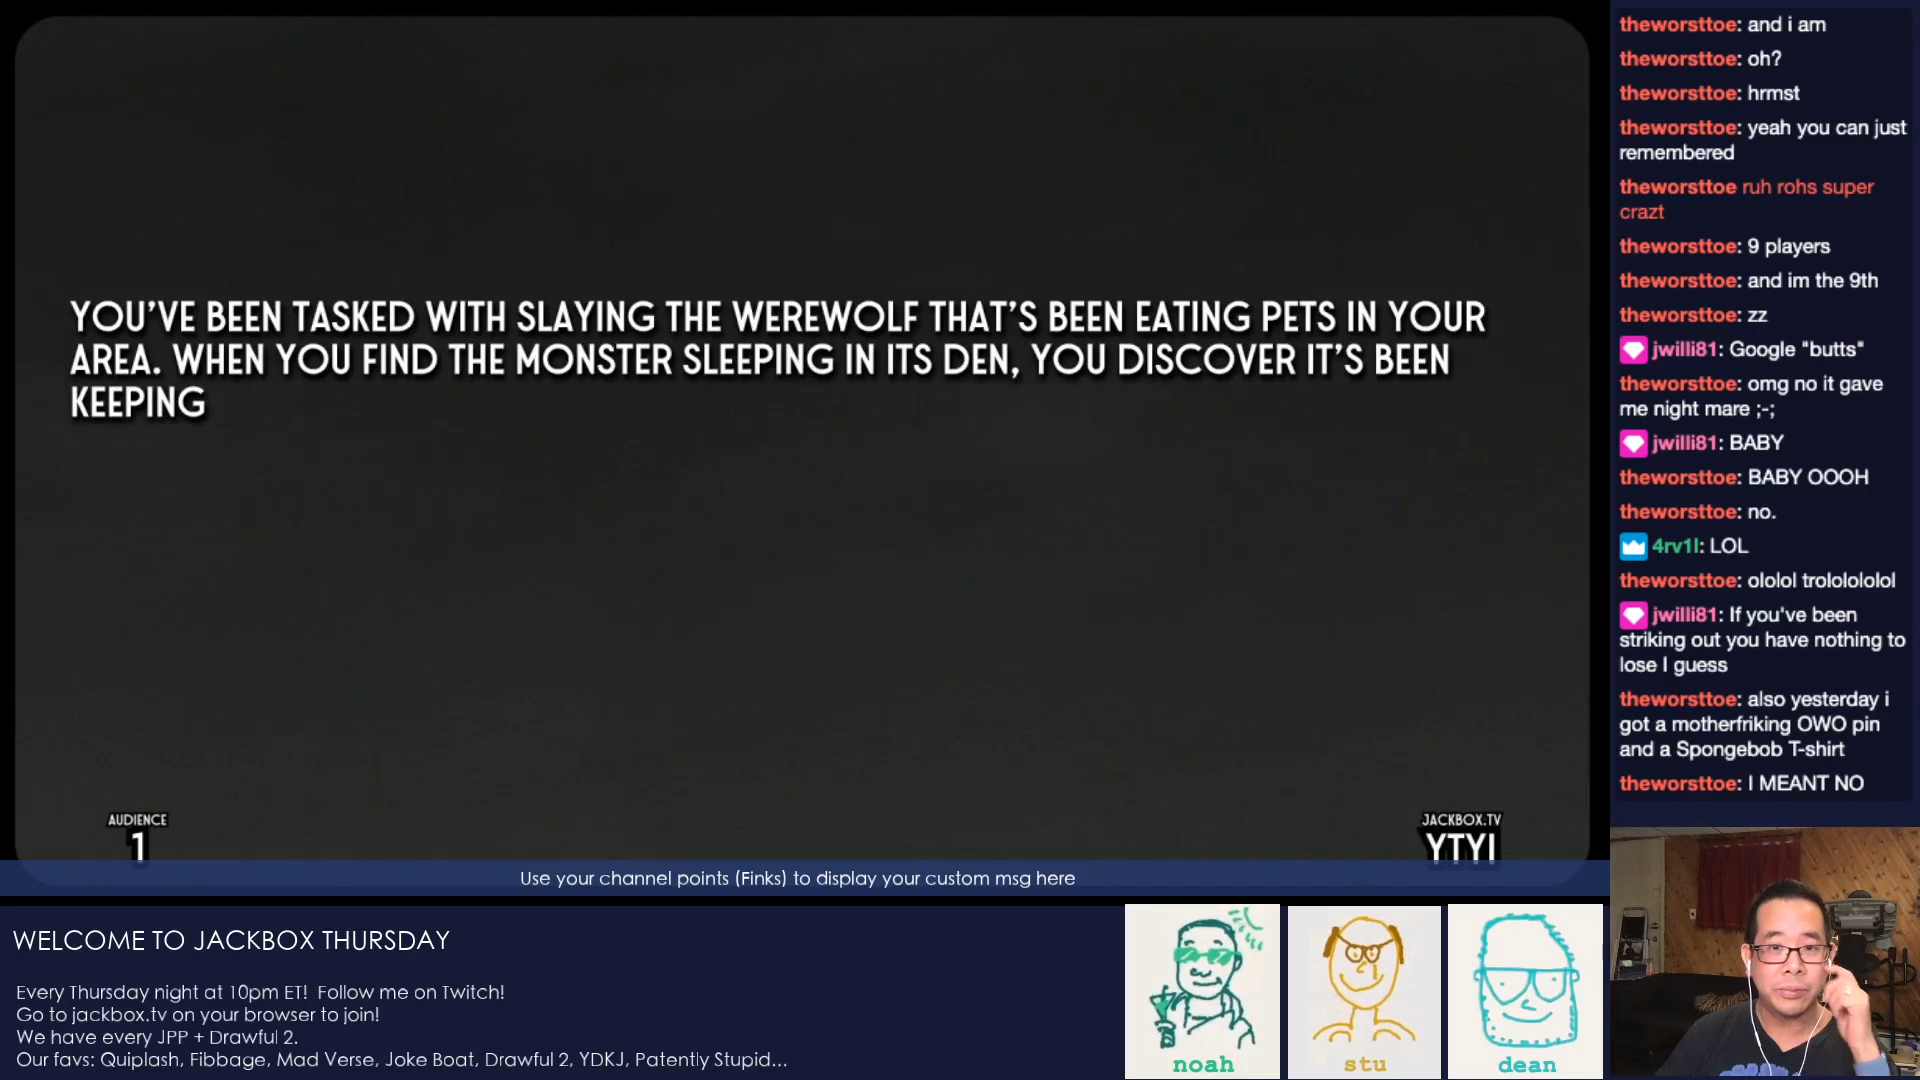 YOU'VE BEEN TASKED WITH SLAYING THE WEREWOLF THAT'S BEEN EATING PETS IN YOUR
AREA. WHEN YOU FIND THE MONSTER SLEEPING IN ITS DEN, YOU DISCOVER IT'S BEEN
KEEPING
AUDIENCE
1
JACKBOX.TV
YTYI
Use your channel points (Finks) to display your custom msg here
WELCOME TO JACKBOX THURSDAY
Every Thursday night at 10pm ET! Follow me on Twitch!
Go to jackbox.tv on your browser to join!
We have every JPP + Drawful 2.
Our favs: Quiplash, Fibbage, Mad Verse, Joke Boat, Drawful 2, YDKJ, Patently Stupid...
noah
stu
dean
theworsttoe: and i am
theworsttoe: oh?
theworsttoe: hrmst
theworsttoe: yeah you can just
remembered
theworsttoe ruh rohs super
crazt
theworsttoe: 9 players
theworsttoe: and im the 9th
theworsttoe: zz
jwilli81: Google "butts"
theworsttoe: omg no it gave
me night mare ;-;
jwilli81: BABY
theworsttoe: BABY OOOH
theworsttoe: no.
4rv1l: LOL
theworsttoe: ololol trololololol
jwilli81: If you've been
striking out you have nothing to
lose I guess
theworsttoe: also yesterday i
got a motherfriking OWO pin
and a Spongebob T-shirt
theworsttoe: I MEANT NO